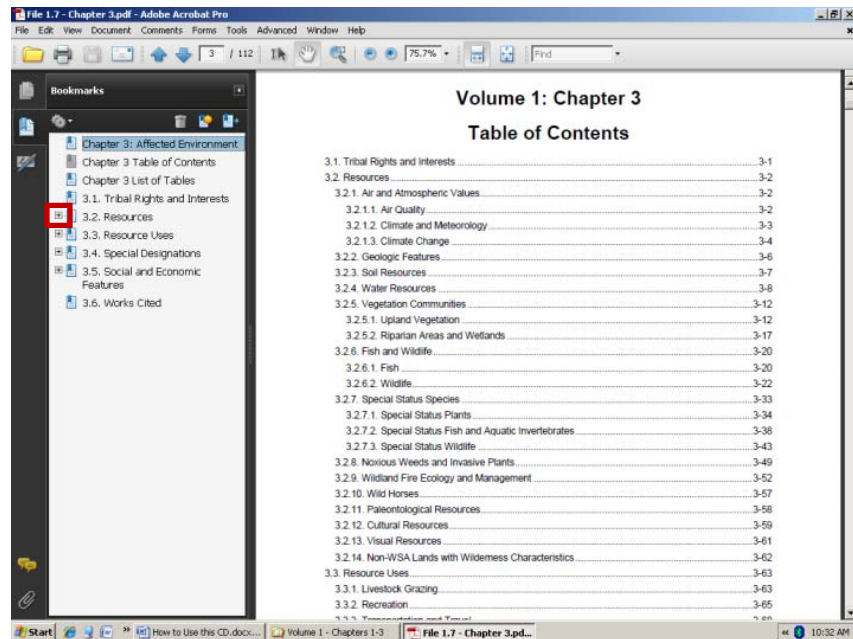 File 1.7 - Chapter 3.pdf - Adobe Acrobat Pro
File Edit View Document Comments Forms Tools Advanced Window Help
3 / 112 75.7% Find
Bookmarks
Chapter 3: Affected Environment
Chapter 3 Table of Contents
Chapter 3 List of Tables
3.1. Tribal Rights and Interests
3.2. Resources
3.3. Resource Uses
3.4. Special Designations
3.5. Social and Economic
Features
3.6. Works Cited
Volume 1: Chapter 3
Table of Contents
3.1. Tribal Rights and Interests 3-1
3.2. Resources 3-2
3.2.1. Air and Atmospheric Values 3-2
3.2.1.1. Air Quality 3-2
3.2.1.2. Climate and Meteorology 3-3
3.2.1.3. Climate Change 3-4
3.2.2. Geologic Features 3-6
3.2.3. Soil Resources 3-7
3.2.4. Water Resources 3-8
3.2.5. Vegetation Communities 3-12
3.2.5.1. Upland Vegetation 3-12
3.2.5.2. Riparian Areas and Wetlands 3-17
3.2.6. Fish and Wildlife 3-20
3.2.6.1. Fish 3-20
3.2.6.2. Wildlife 3-22
3.2.7. Special Status Species 3-33
3.2.7.1. Special Status Plants 3-34
3.2.7.2. Special Status Fish and Aquatic Invertebrates 3-38
3.2.7.3. Special Status Wildlife 3-43
3.2.8. Noxious Weeds and Invasive Plants 3-49
3.2.9. Wildland Fire Ecology and Management 3-52
3.2.10. Wild Horses 3-57
3.2.11. Paleontological Resources 3-58
3.2.12. Cultural Resources 3-59
3.2.13. Visual Resources 3-61
3.2.14. Non-WSA Lands with Wilderness Characteristics 3-62
3.3. Resource Uses 3-63
3.3.1. Livestock Grazing 3-63
3.3.2. Recreation 3-65
Start How to Use this CD.docx... Volume 1 - Chapters 1-3 File 1.7 - Chapter 3.pd... 10:32 AM